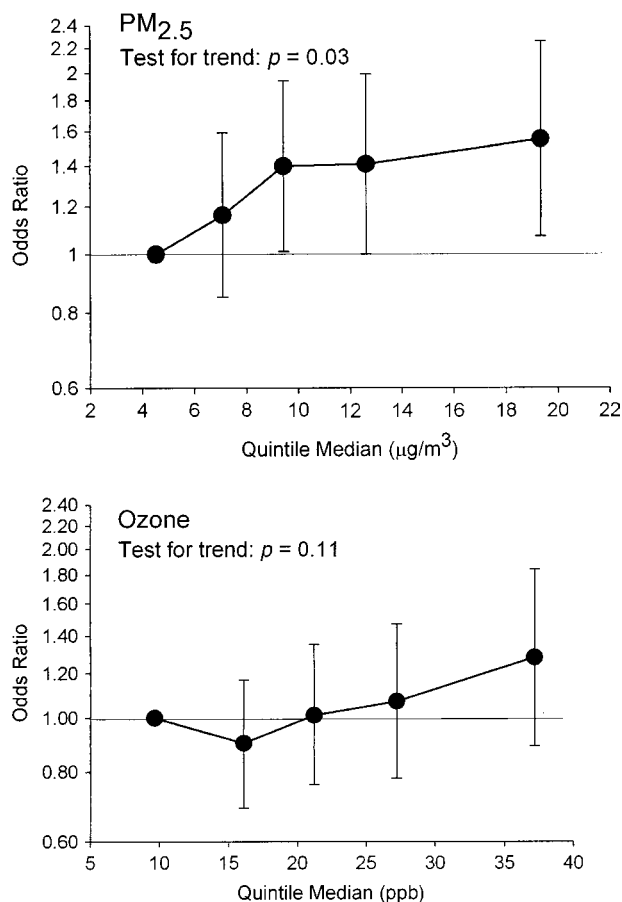 PM2.5
Test for trend: p = 0.03
Odds Ratio
2.4
2.2
2
1.8
1.6
1.4
1.2
1
0.8
0.6
2 4 6 8 10 12 14 16 18 20 22
Quintile Median (μg/m3)
Ozone
Test for trend: p = 0.11
Odds Ratio
2.40
2.20
2.00
1.80
1.60
1.40
1.20
1.00
0.80
0.60
5 10 15 20 25 30 35 40
Quintile Median (ppb)